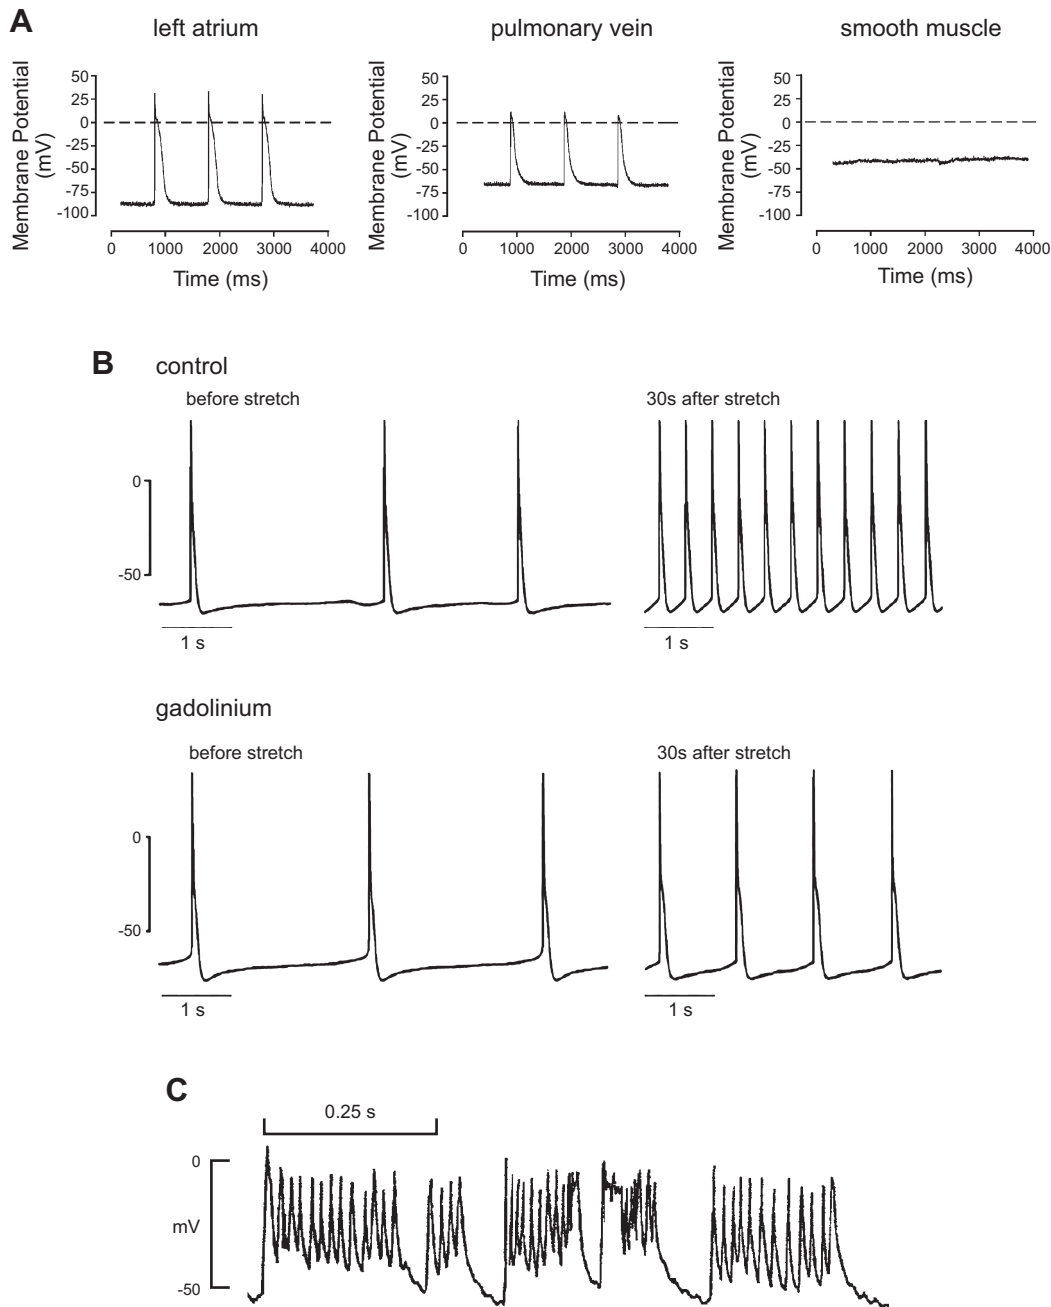 A
left atrium
pulmonary vein
smooth muscle
Membrane Potential
(mV)
50
25
0
-25
-50
-75
-100
0 1000 2000 3000 4000
Time (ms)
Membrane Potential
(mV)
50
25
0
-25
-50
-75
-100
0 1000 2000 3000 4000
Time (ms)
Membrane Potential
(mV)
50
25
0
-25
-50
-75
-100
0 1000 2000 3000 4000
Time (ms)
B
control
before stretch
30s after stretch
0
-50
1 s
1 s
gadolinium
before stretch
30s after stretch
0
-50
1 s
1 s
C
0.25 s
0
mV
-50